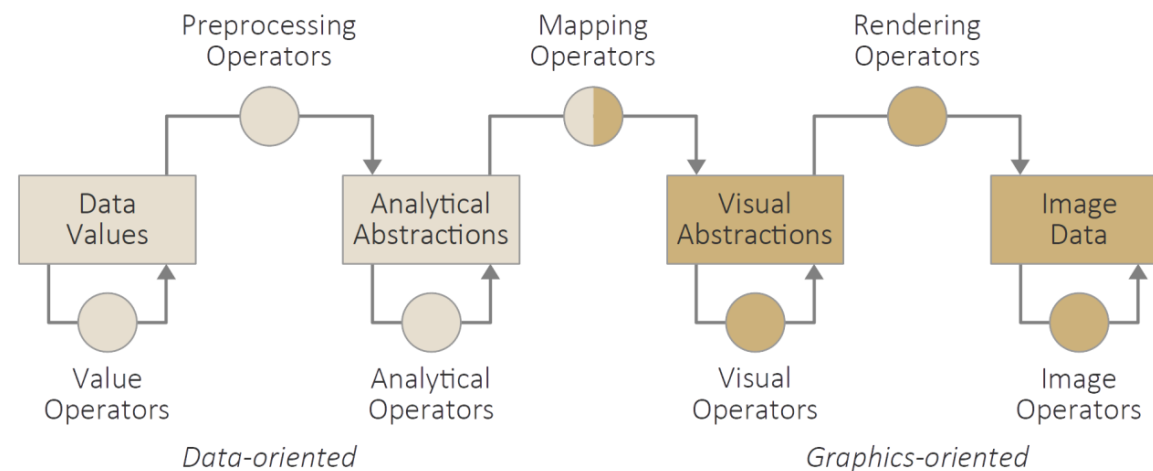 Preprocessing
Operators
Mapping
Operators
Rendering
Operators
Data
Values
Analytical
Abstractions
Visual
Abstractions
Image
Data
Value
Operators
Analytical
Operators
Visual
Operators
Image
Operators
Data-oriented
Graphics-oriented